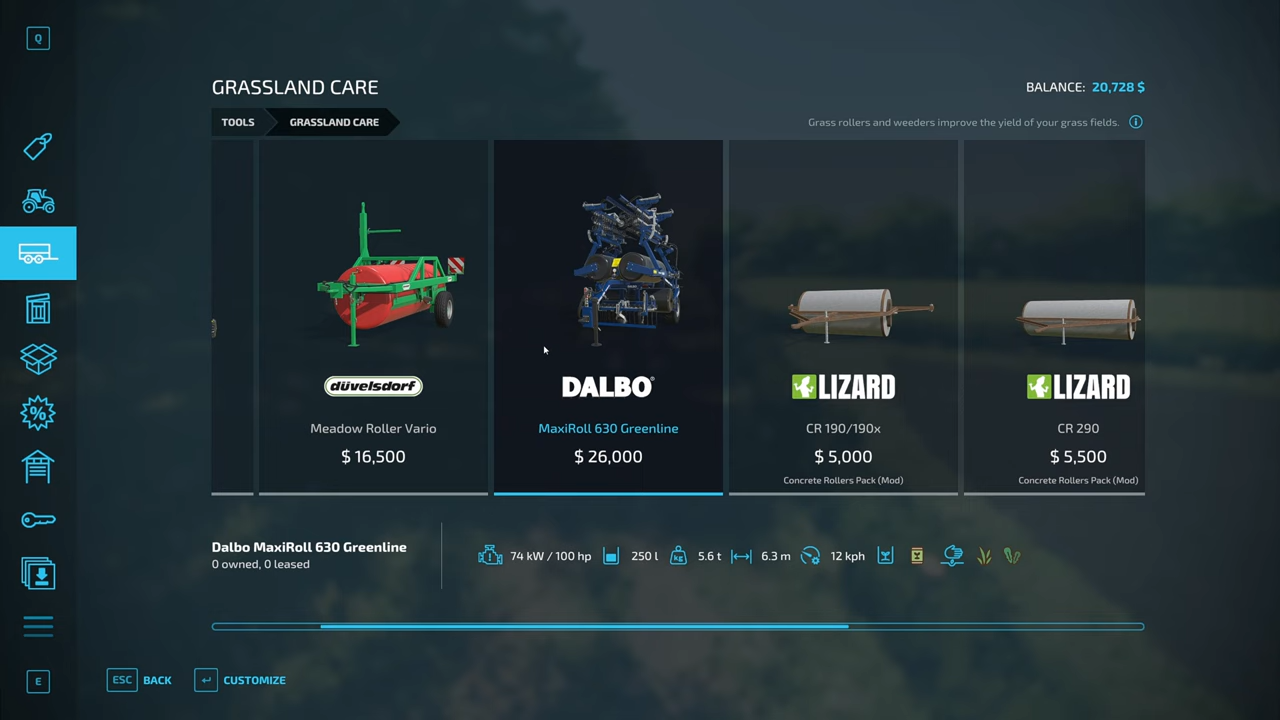 Q
GRASSLAND CARE
BALANCE: 20,728 $
TOOLS
GRASSLAND CARE
Grass rollers and weeders improve the yield of your grass fields.
düvelsdorf
Meadow Roller Vario
$ 16,500
DALBO
MaxiRoll 630 Greenline
$ 26,000
LIZARD
CR 190/190x
$ 5,000
Concrete Rollers Pack (Mod)
LIZARD
CR 290
$ 5,500
Concrete Rollers Pack (Mod)
Dalbo MaxiRoll 630 Greenline
0 owned, 0 leased
74 kW / 100 hp
250 l
KG
5.6 t
6.3 m
12 kph
E
ESC BACK
CUSTOMIZE